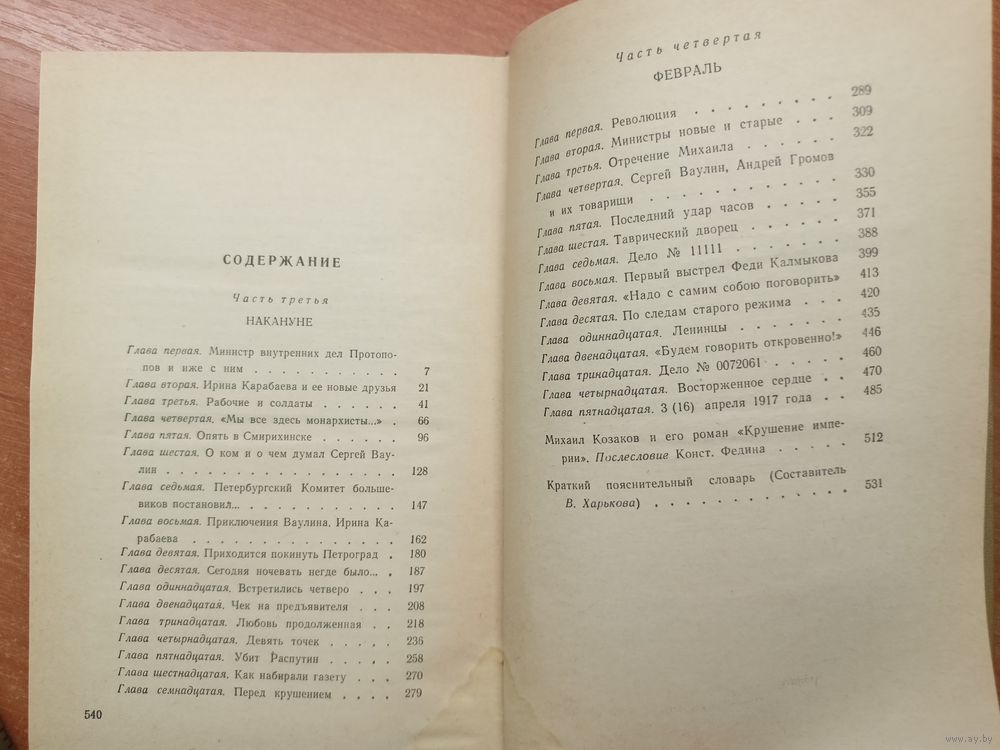 СОДЕРЖАНИЕ
Часть третья
НАКАНУНЕ
Глава первая. Министр внутренних дел Протопо-
пов и иже с ним . . . . . . . . . 7
Глава вторая. Ирина Карабаева и ее новые друзья 21
Глава третья. Рабочие и солдаты . . . . . . 41
Глава четвертая. «Мы все здесь монархисты...» . 66
Глава пятая. Опять в Смирихинске . . . . . 96
Глава шестая. О ком и о чем думал Сергей Вау-
лин . . . . . . . . . . . . . . 128
Глава седьмая. Петербургский Комитет больше-
виков постановил... . . . . . . . . . 147
Глава восьмая. Приключения Ваулина. Ирина Ка-
рабаева . . . . . . . . . . . . . 162
Глава девятая. Приходится покинуть Петроград . 180
Глава десятая. Сегодня ночевать негде было... . 187
Глава одиннадцатая. Встретились четверо . . . 197
Глава двенадцатая. Чек на предъявителя . . . 208
Глава тринадцатая. Любовь продолженная . . 218
Глава четырнадцатая. Девять точек . . . . 236
Глава пятнадцатая. Убит Распутин . . . . 258
Глава шестнадцатая. Как набирали газету . . 270
Глава семнадцатая. Перед крушением . . . . 279
540
Часть четвертая
ФЕВРАЛЬ
Глава первая. Революция . . . . . . . . . 289
Глава вторая. Министры новые и старые . . . 309
Глава третья. Отречение Михаила . . . . . . 322
Глава четвертая. Сергей Ваулин, Андрей Громов
и их товарищи . . . . . . . . . . 330
Глава пятая. Последний удар часов . . . . . 355
Глава шестая. Таврический дворец . . . . . . 371
Глава седьмая. Дело № 11111 . . . . . . . 388
Глава восьмая. Первый выстрел Феди Калмыкова 399
Глава девятая. «Надо с самим собою поговорить» 413
Глава десятая. По следам старого режима . . . 420
Глава одиннадцатая. Ленинцы . . . . . . . 435
Глава двенадцатая. «Будем говорить откровенно!» 446
Глава тринадцатая. Дело № 0072061 . . . . . 460
Глава четырнадцатая. Восторженное сердце . . 470
Глава пятнадцатая. 3 (16) апреля 1917 года . . 485
Михаил Козаков и его роман «Крушение импе-
рии». Послесловие Конст. Федина . . . . 512
Краткий пояснительный словарь (Составитель
В. Харькова) . . . . . . . . . . . . 531
www.ay.by